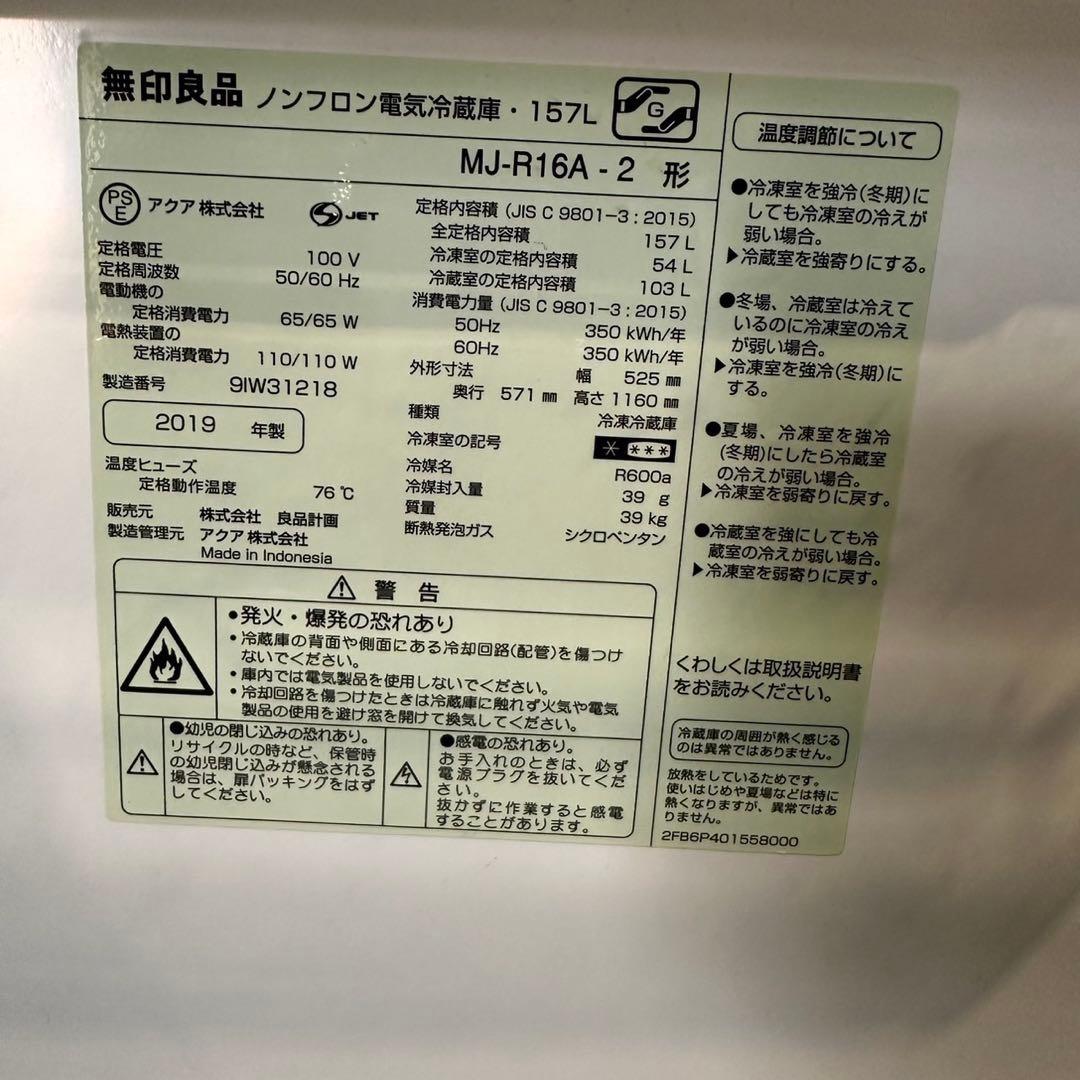 無印良品 ノンフロン電気冷蔵庫・157L
G
MJ-R16A - 2 形
PSE アクア 株式会社 JET
定格電圧 100 V
定格周波数 50/60 Hz
電動機の
定格消費電力 65/65 W
電熱装置の
定格消費電力 110/110 W
製造番号 9IW31218
2019 年製
温度ヒューズ
定格動作温度 76 ℃
販売元 株式会社 良品計画
製造管理元 アクア 株式会社
Made in Indonesia
定格内容積 (JIS C 9801-3 : 2015)
全定格内容積 157 L
冷凍室の定格内容積 54 L
冷蔵室の定格内容積 103 L
消費電力量 (JIS C 9801-3 : 2015)
50Hz 350 kWh/年
60Hz 350 kWh/年
外形寸法 幅 525 ㎜
奥行 571 ㎜ 高さ 1160 ㎜
種類 冷凍冷蔵庫
冷凍室の記号 * ***
冷媒名 R600a
冷媒封入量 39 g
質量 39 kg
断熱発泡ガス シクロペンタン
⚠ 警告
•発火・爆発の恐れあり
•冷蔵庫の背面や側面にある冷却回路(配管)を傷つけ
ないでください。
•庫内では電気製品を使用しないでください。
•冷却回路を傷つけたときは冷蔵庫に触れず火気や電気
製品の使用を避け窓を開けて換気してください。
●幼児の閉じ込みの恐れあり。
リサイクルの時など、保管時
の幼児閉じ込みが懸念される
場合は、扉パッキングをはず
してください。
●感電の恐れあり。
お手入れのときは、必ず
電源プラグを抜いてくだ
さい。
抜かずに作業すると感電
することがあります。
温度調節について
●冷凍室を強冷(冬期)に
しても冷凍室の冷えが
弱い場合。
▶冷蔵室を強寄りにする。
●冬場、冷蔵室は冷えて
いるのに冷凍室の冷え
が弱い場合。
▶冷凍室を強冷(冬期)に
する。
●夏場、冷凍室を強冷
(冬期)にしたら冷蔵室
の冷えが弱い場合。
▶冷凍室を弱寄りに戻す。
●冷蔵室を強にしても冷
蔵室の冷えが弱い場合。
▶冷凍室を弱寄りに戻す。
くわしくは取扱説明書
をお読みください。
冷蔵庫の周囲が熱く感じる
のは異常ではありません。
放熱をしているためです。
使いはじめや夏場などは特に
熱くなりますが、異常ではあ
りません。
2FB6P401558000